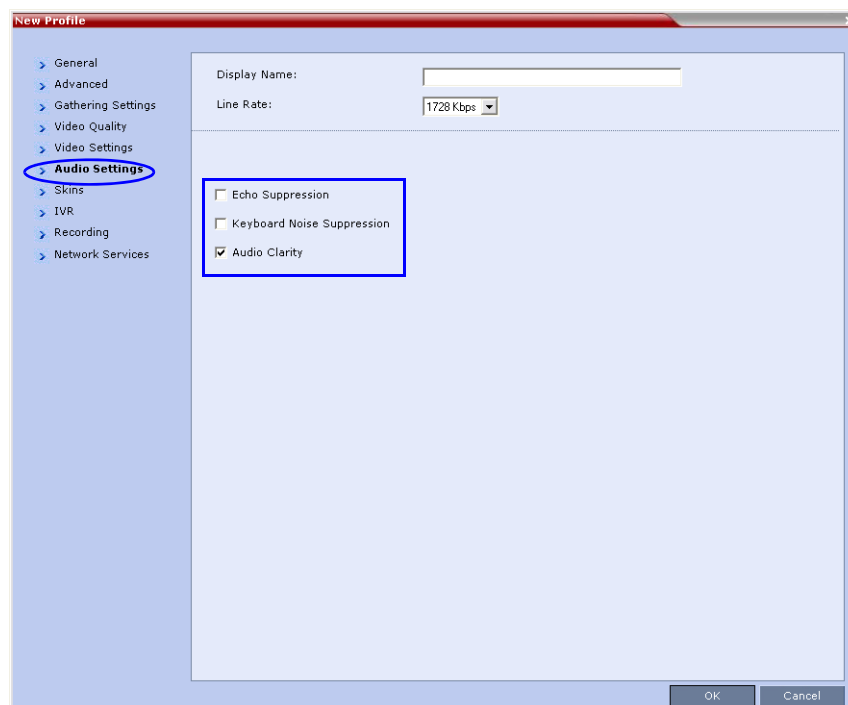 New Profile
General
Advanced
Gathering Settings
Video Quality
Video Settings
Audio Settings
Skins
IVR
Recording
Network Services
Display Name:
Line Rate:
1728 Kbps
Echo Suppression
Keyboard Noise Suppression
Audio Clarity
OK
Cancel